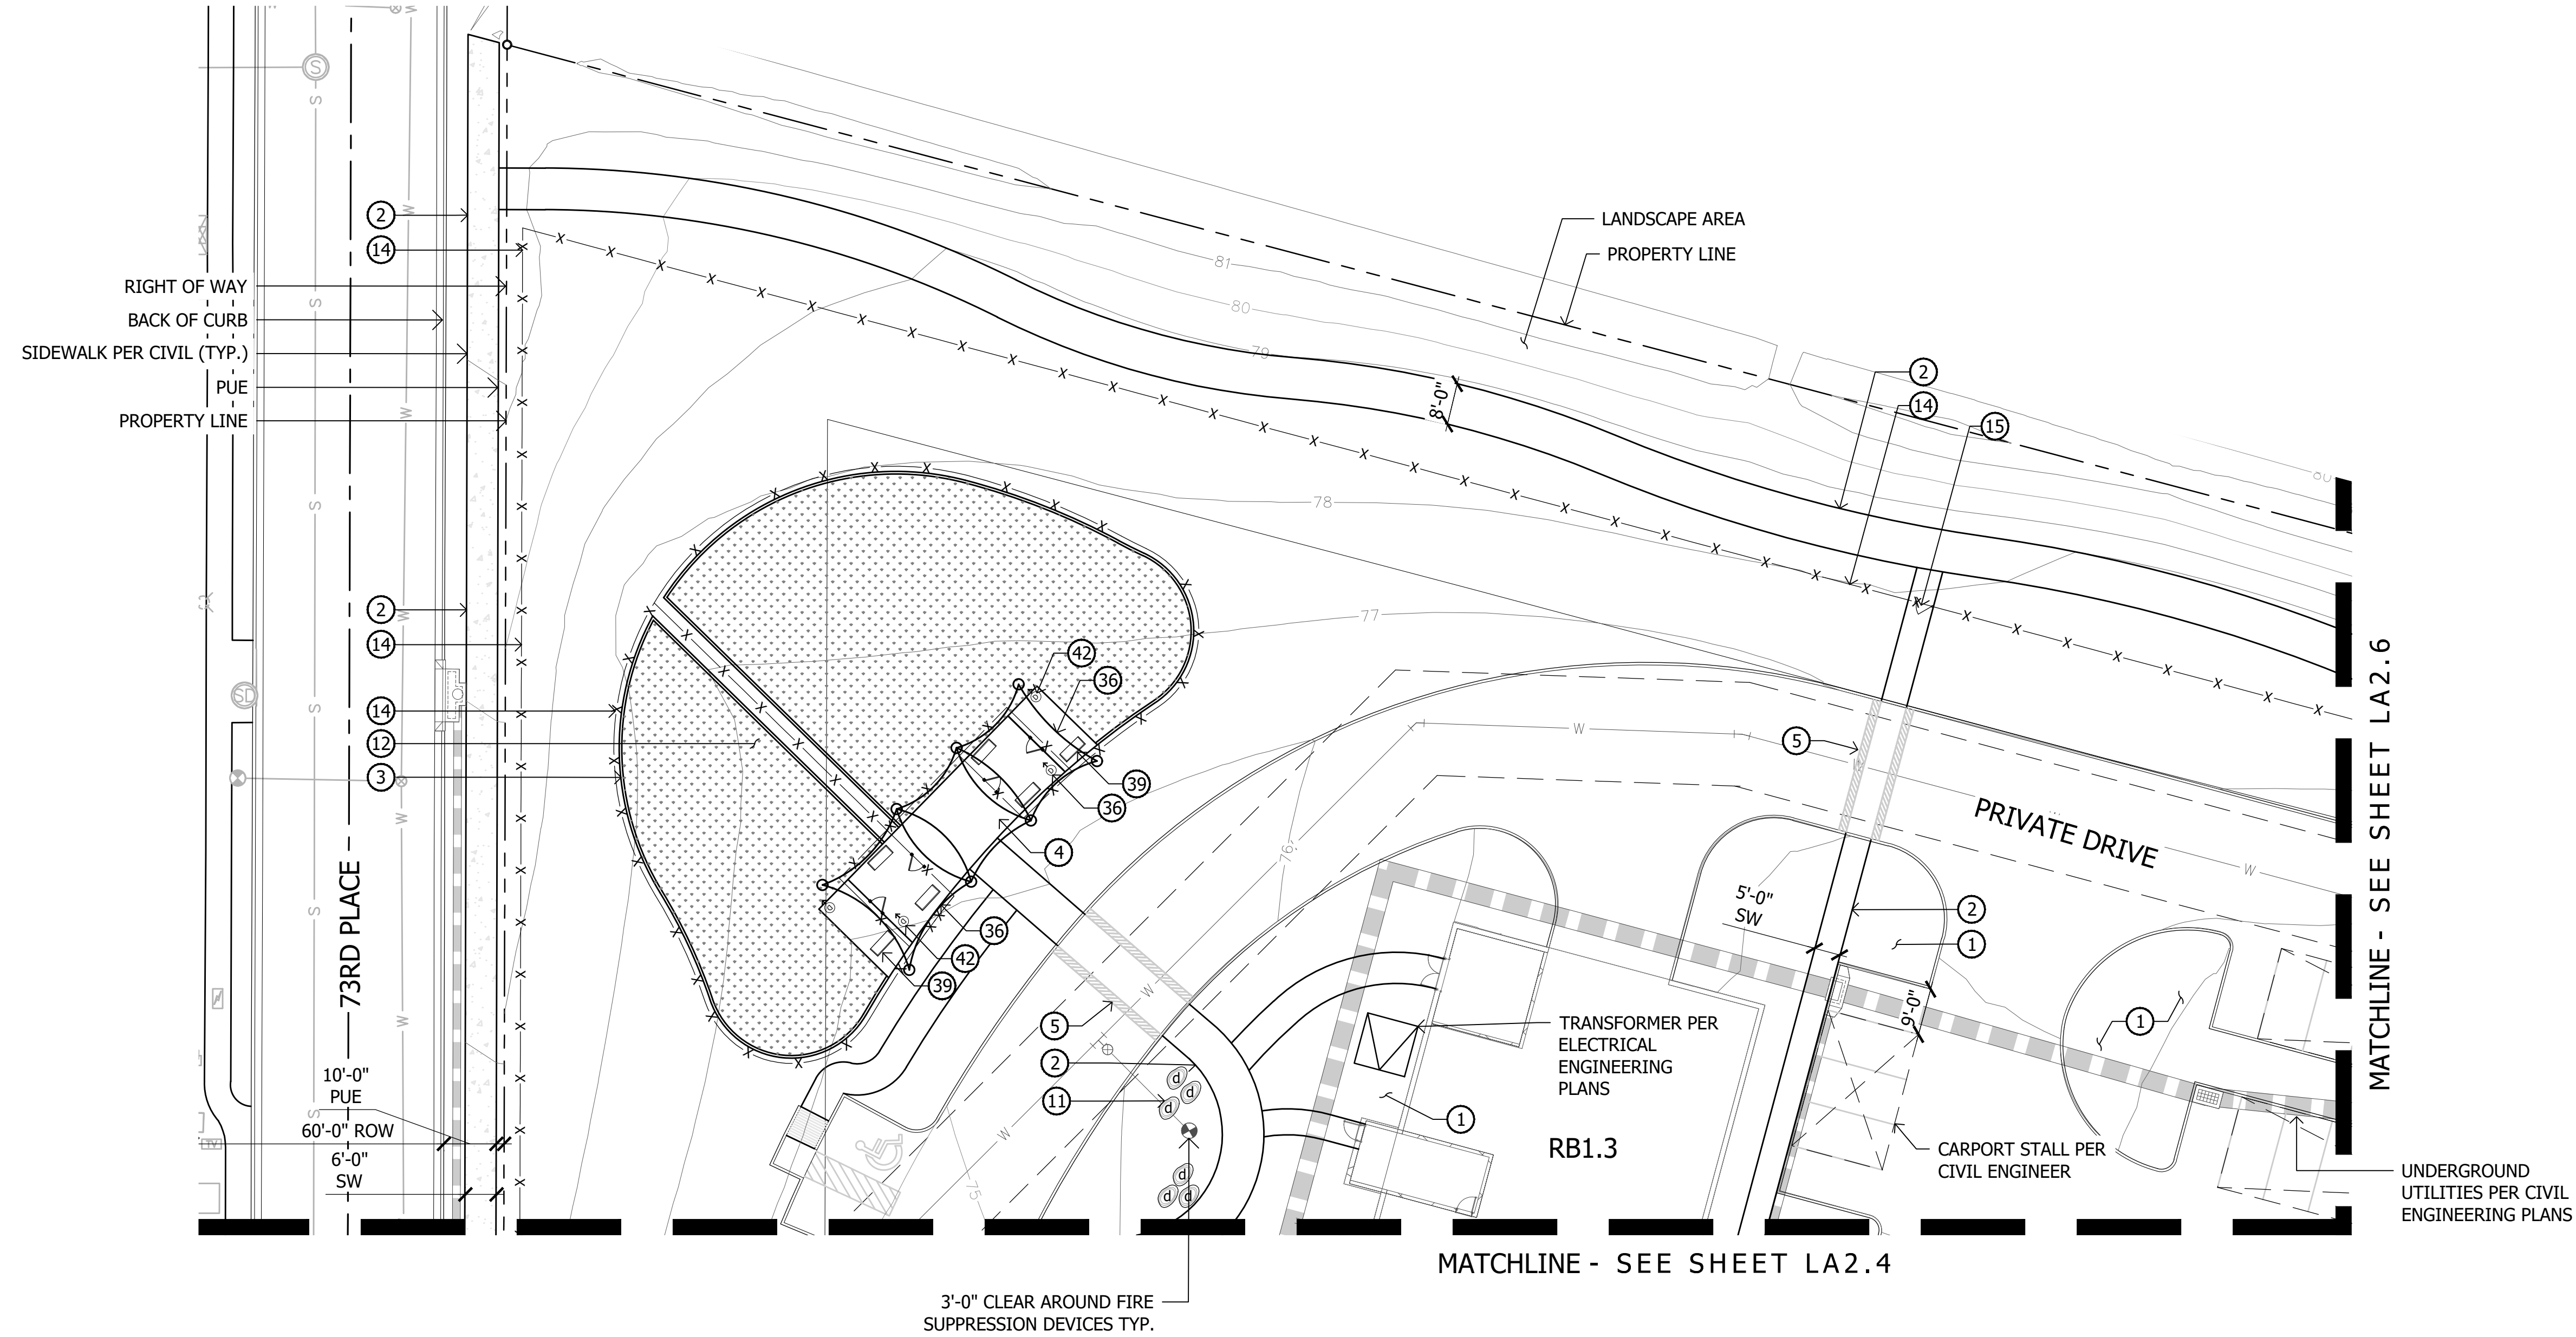 S
W
S
W
2
14
RIGHT OF WAY
BACK OF CURB
SIDEWALK PER CIVIL (TYP.)
PUE
PROPERTY LINE
S
W
S
W
2
14
SD
S
14
12
3
W
73RD PLACE
S
W
10'-0"
PUE
60'-0" ROW
6'-0"
SW
S
TV
LANDSCAPE AREA
PROPERTY LINE
81
80
79
8'-0"
78
77
76
75
2
14
15
80
42
36
39
36
4
36
42
39
5
2
11
d
d
d
d
d
d
W
W
W
W
W
W
5
PRIVATE DRIVE
5'-0"
SW
2
1
9'-0"
1
TRANSFORMER PER
ELECTRICAL
ENGINEERING
PLANS
1
RB1.3
CARPORT STALL PER
CIVIL ENGINEER
UNDERGROUND
UTILITIES PER CIVIL
ENGINEERING PLANS
MATCHLINE - SEE SHEET LA2.6
MATCHLINE - SEE SHEET LA2.4
3'-0" CLEAR AROUND FIRE
SUPPRESSION DEVICES TYP.